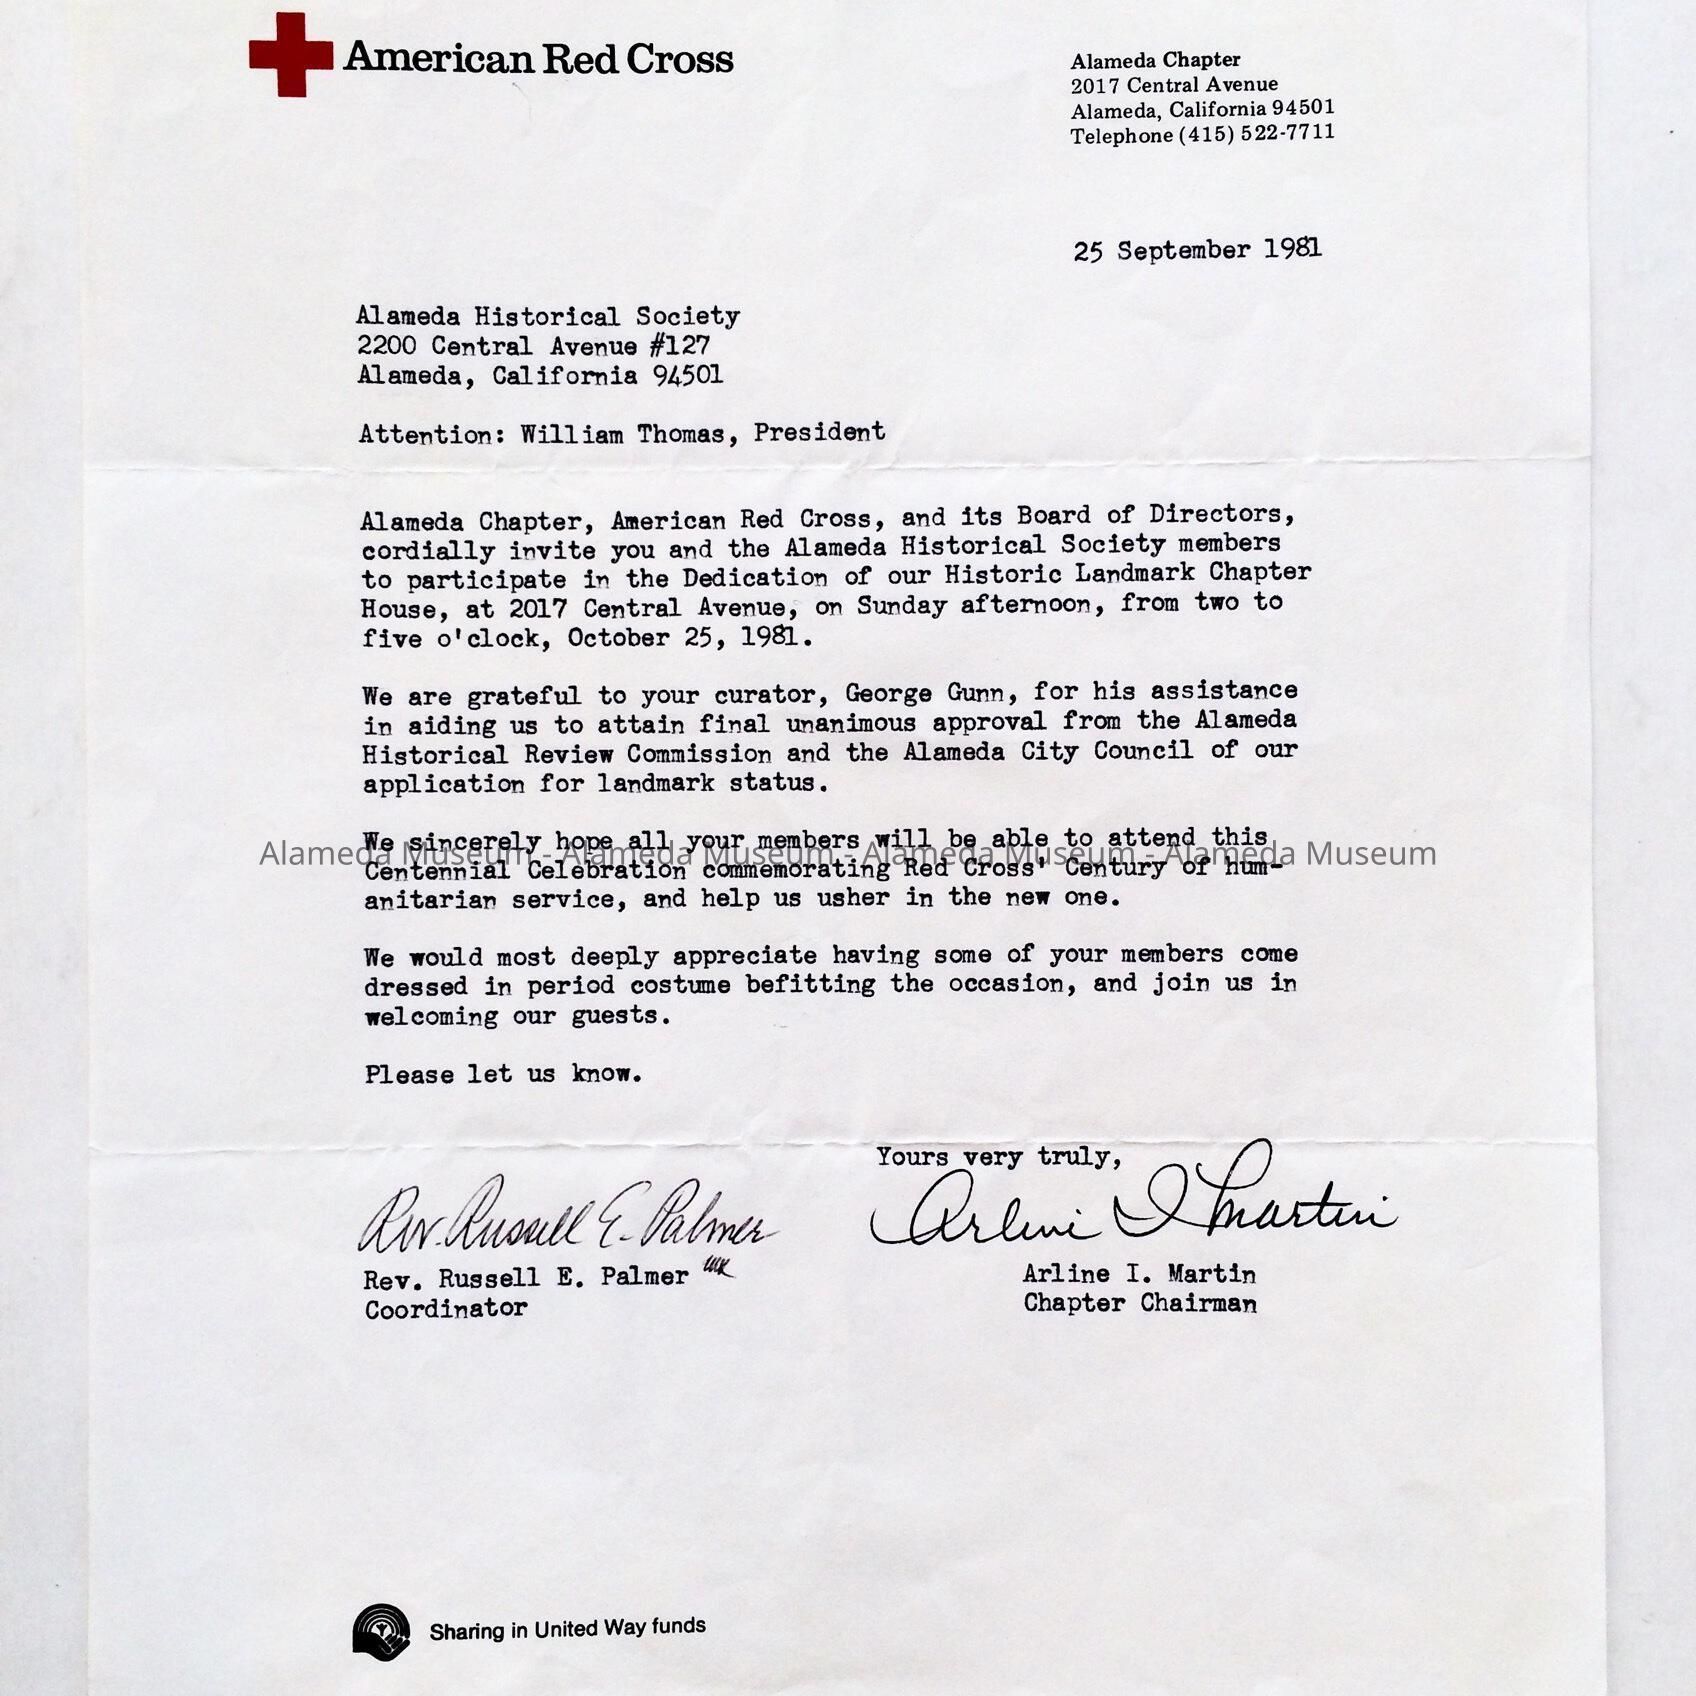 American Red Cross
Alameda Chapter
2017 Central Avenue
Alameda, California 94501
Telephone (415) 522-7711
25 September 1981
Alameda Historical Society
2200 Central Avenue #127
Alameda, California 94501
Attention: William Thomas, President
Alameda Chapter, American Red Cross, and its Board of Directors,
cordially invite you and the Alameda Historical Society members
to participate in the Dedication of our Historic Landmark Chapter
House, at 2017 Central Avenue, on Sunday afternoon, from two to
five o'clock, October 25, 1981.
We are grateful to your curator, George Gunn, for his assistance
in aiding us to attain final unanimous approval from the Alameda
Historical Review Commission and the Alameda City Council of our
application for landmark status.
We sincerely hope all your members will be able to attend this
Alameda Museum - Alameda Museum - Alameda Museum - Alameda Museum
Centennial Celebration commemorating Red Cross' Century of hum-
anitarian service, and help us usher in the new one.
We would most deeply appreciate having some of your members come
dressed in period costume befitting the occasion, and join us in
welcoming our guests.
Please let us know.
Yours very truly,
Rev. Russell E. Palmer
Arline I Martin
Rev. Russell E. Palmer
Coordinator
Arline I. Martin
Chapter Chairman
Sharing in United Way funds